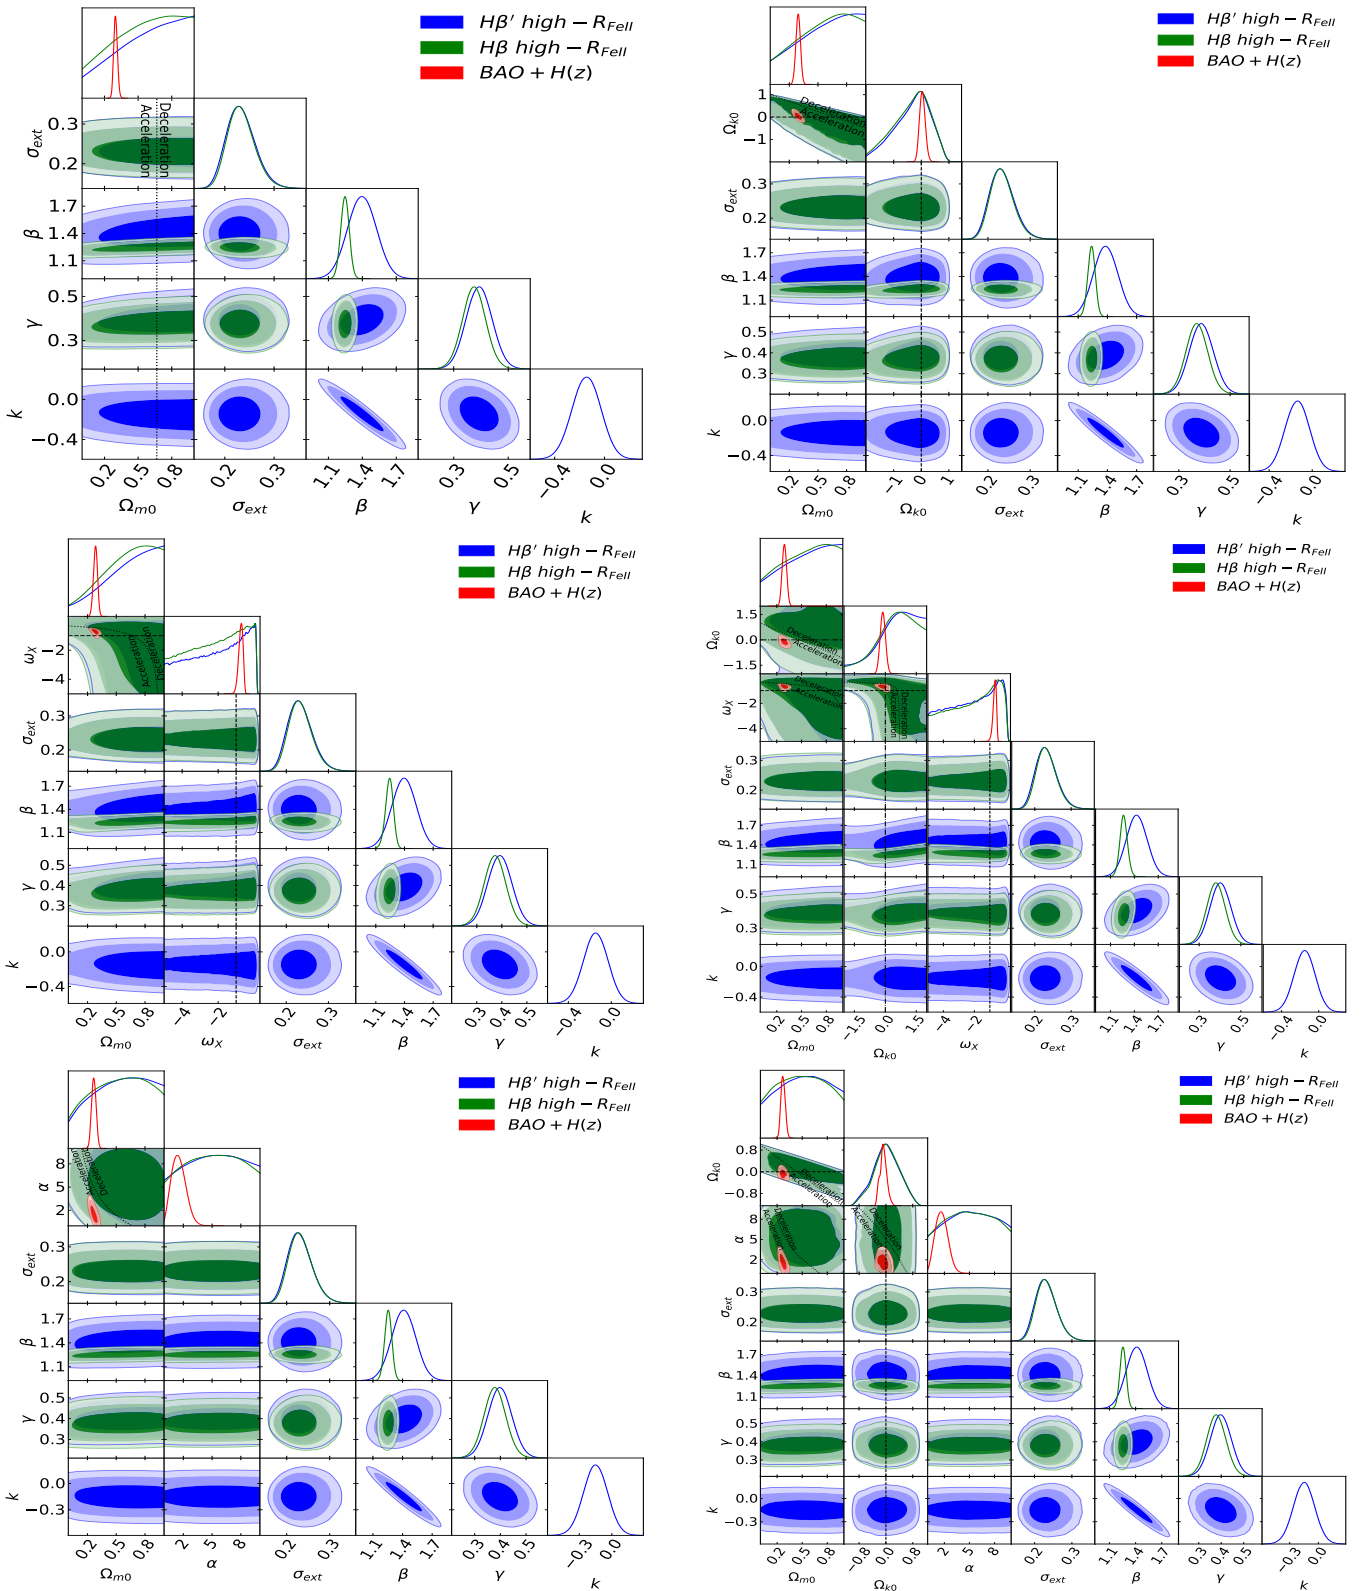 Hβ′ high − R_FeII
Hβ high − R_FeII
BAO + H(z)
Deceleration
Acceleration
σ_ext 0.3 0.2
β 1.7 1.4 1.1
γ 0.5 0.3
k 0.0 −0.4
0.2 0.5 0.8 0.2 0.3 1.1 1.4 1.7 0.3 0.5 −0.4 0.0
Ω_m0 σ_ext β γ k
Hβ′ high − R_FeII
Hβ high − R_FeII
BAO + H(z)
Ω_k0 1 0 −1
Deceleration
Acceleration
σ_ext 0.3 0.2
β 1.7 1.4 1.1
γ 0.5 0.4 0.3
k 0.0 −0.4
0.2 0.5 0.8 −1 0 1 0.2 0.3 1.1 1.4 1.7 0.3 0.5 −0.4 0.0
Ω_m0 Ω_k0 σ_ext β γ k
Hβ′ high − R_FeII
Hβ high − R_FeII
BAO + H(z)
ω_X −2 −4
Deceleration
Acceleration
σ_ext 0.3 0.2
β 1.7 1.4 1.1
γ 0.5 0.4 0.3
k 0.0 −0.4
0.2 0.5 0.8 −4 −2 0.2 0.3 1.1 1.4 1.7 0.3 0.4 0.5 −0.4 0.0
Ω_m0 ω_X σ_ext β γ k
Hβ′ high − R_FeII
Hβ high − R_FeII
BAO + H(z)
Ω_k0 1.5 0.0 −1.5
Deceleration
Acceleration
ω_X −2 −4
Deceleration
Acceleration
Deceleration
Acceleration
σ_ext 0.3 0.2
β 1.7 1.4 1.1
γ 0.5 0.3
k 0.0 −0.4
0.2 0.5 0.8 −1.5 0.0 1.5 −4 −2 0.2 0.3 1.1 1.4 1.7 0.3 0.5 −0.4 0.0
Ω_m0 Ω_k0 ω_X σ_ext β γ k
Hβ′ high − R_FeII
Hβ high − R_FeII
BAO + H(z)
α 8 5 2
Deceleration
Acceleration
σ_ext 0.3 0.2
β 1.7 1.4 1.1
γ 0.5 0.4 0.3
k 0.0 −0.3
0.2 0.5 0.8 2 5 8 0.2 0.3 1.1 1.4 1.7 0.3 0.4 0.5 −0.3 0.0
Ω_m0 α σ_ext β γ k
Hβ′ high − R_FeII
Hβ high − R_FeII
BAO + H(z)
Ω_k0 0.8 0.0 −0.8
Deceleration
Acceleration
α 8 5 2
Deceleration
Acceleration
Deceleration
Acceleration
σ_ext 0.3 0.2
β 1.7 1.4 1.1
γ 0.5 0.4 0.3
k 0.0 −0.3
0.2 0.5 0.8 −0.8 0.0 0.8 2 5 8 0.2 0.3 1.1 1.4 1.7 0.3 0.4 0.5 −0.3 0.0
Ω_m0 Ω_k0 α σ_ext β γ k